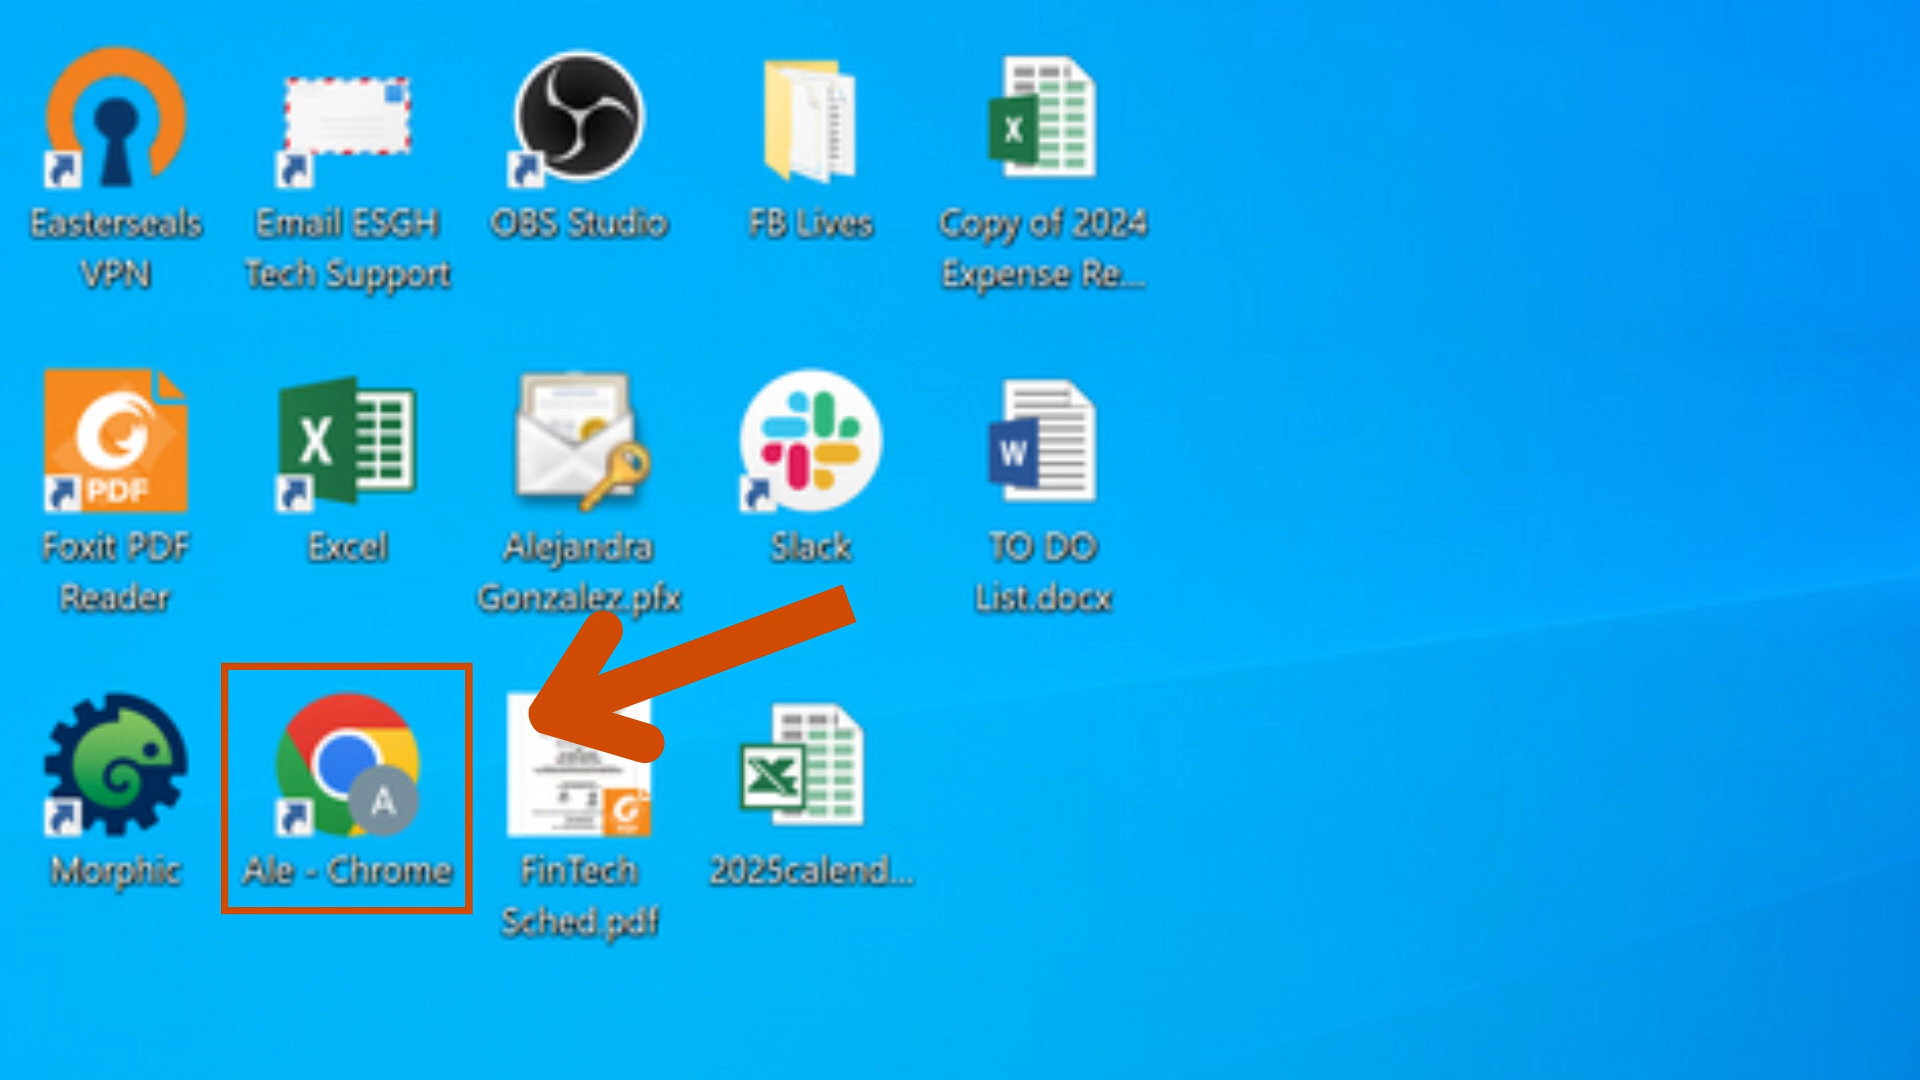 Easterseals
VPN
Email ESGH
Tech Support
OBS Studio
FB Lives
Copy of 2024
Expense Re...
X
PDF
Foxit PDF
Reader
X
Excel
Alejandra
Gonzalez.pfx
Slack
W
TO DO
List.docx
Morphic
A
Ale - Chrome
FinTech
Sched.pdf
X
2025calend...